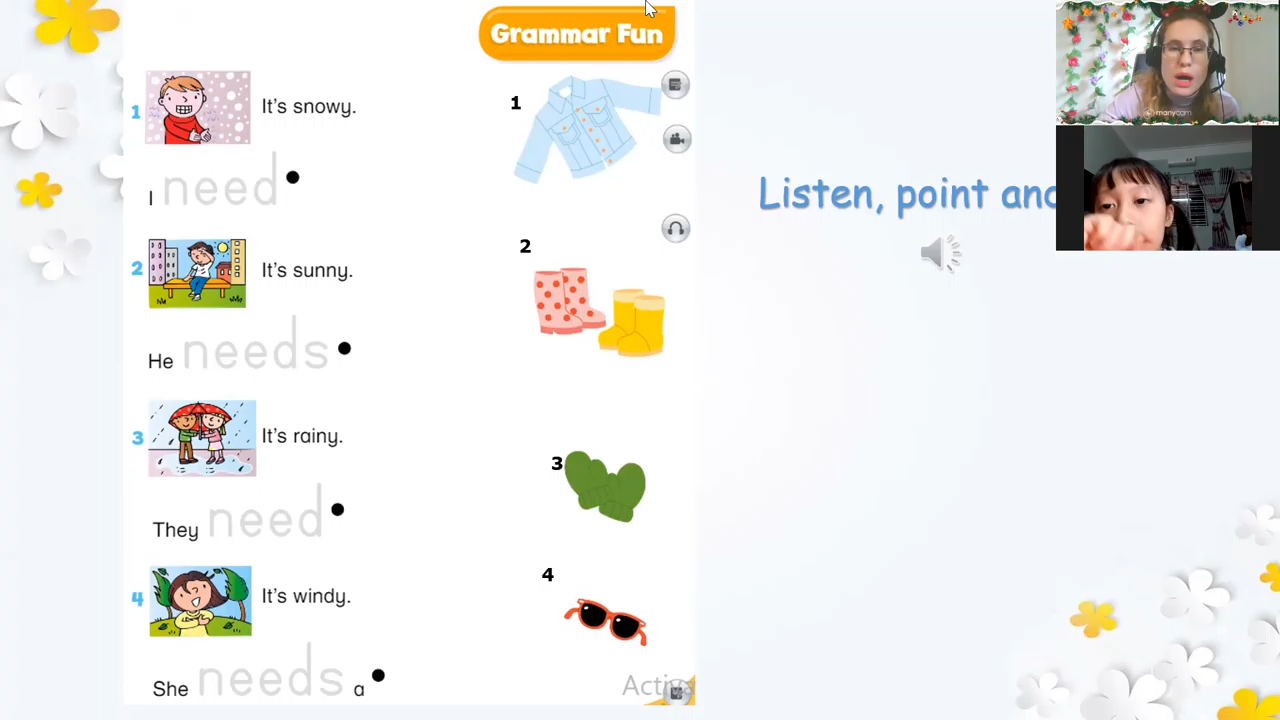 Grammar Fun
1 It's snowy. 1
I need
2 It's sunny. 2
He needs
3 It's rainy. 3
They need
4 It's windy. 4
She needs a
Listen, point and
manycam